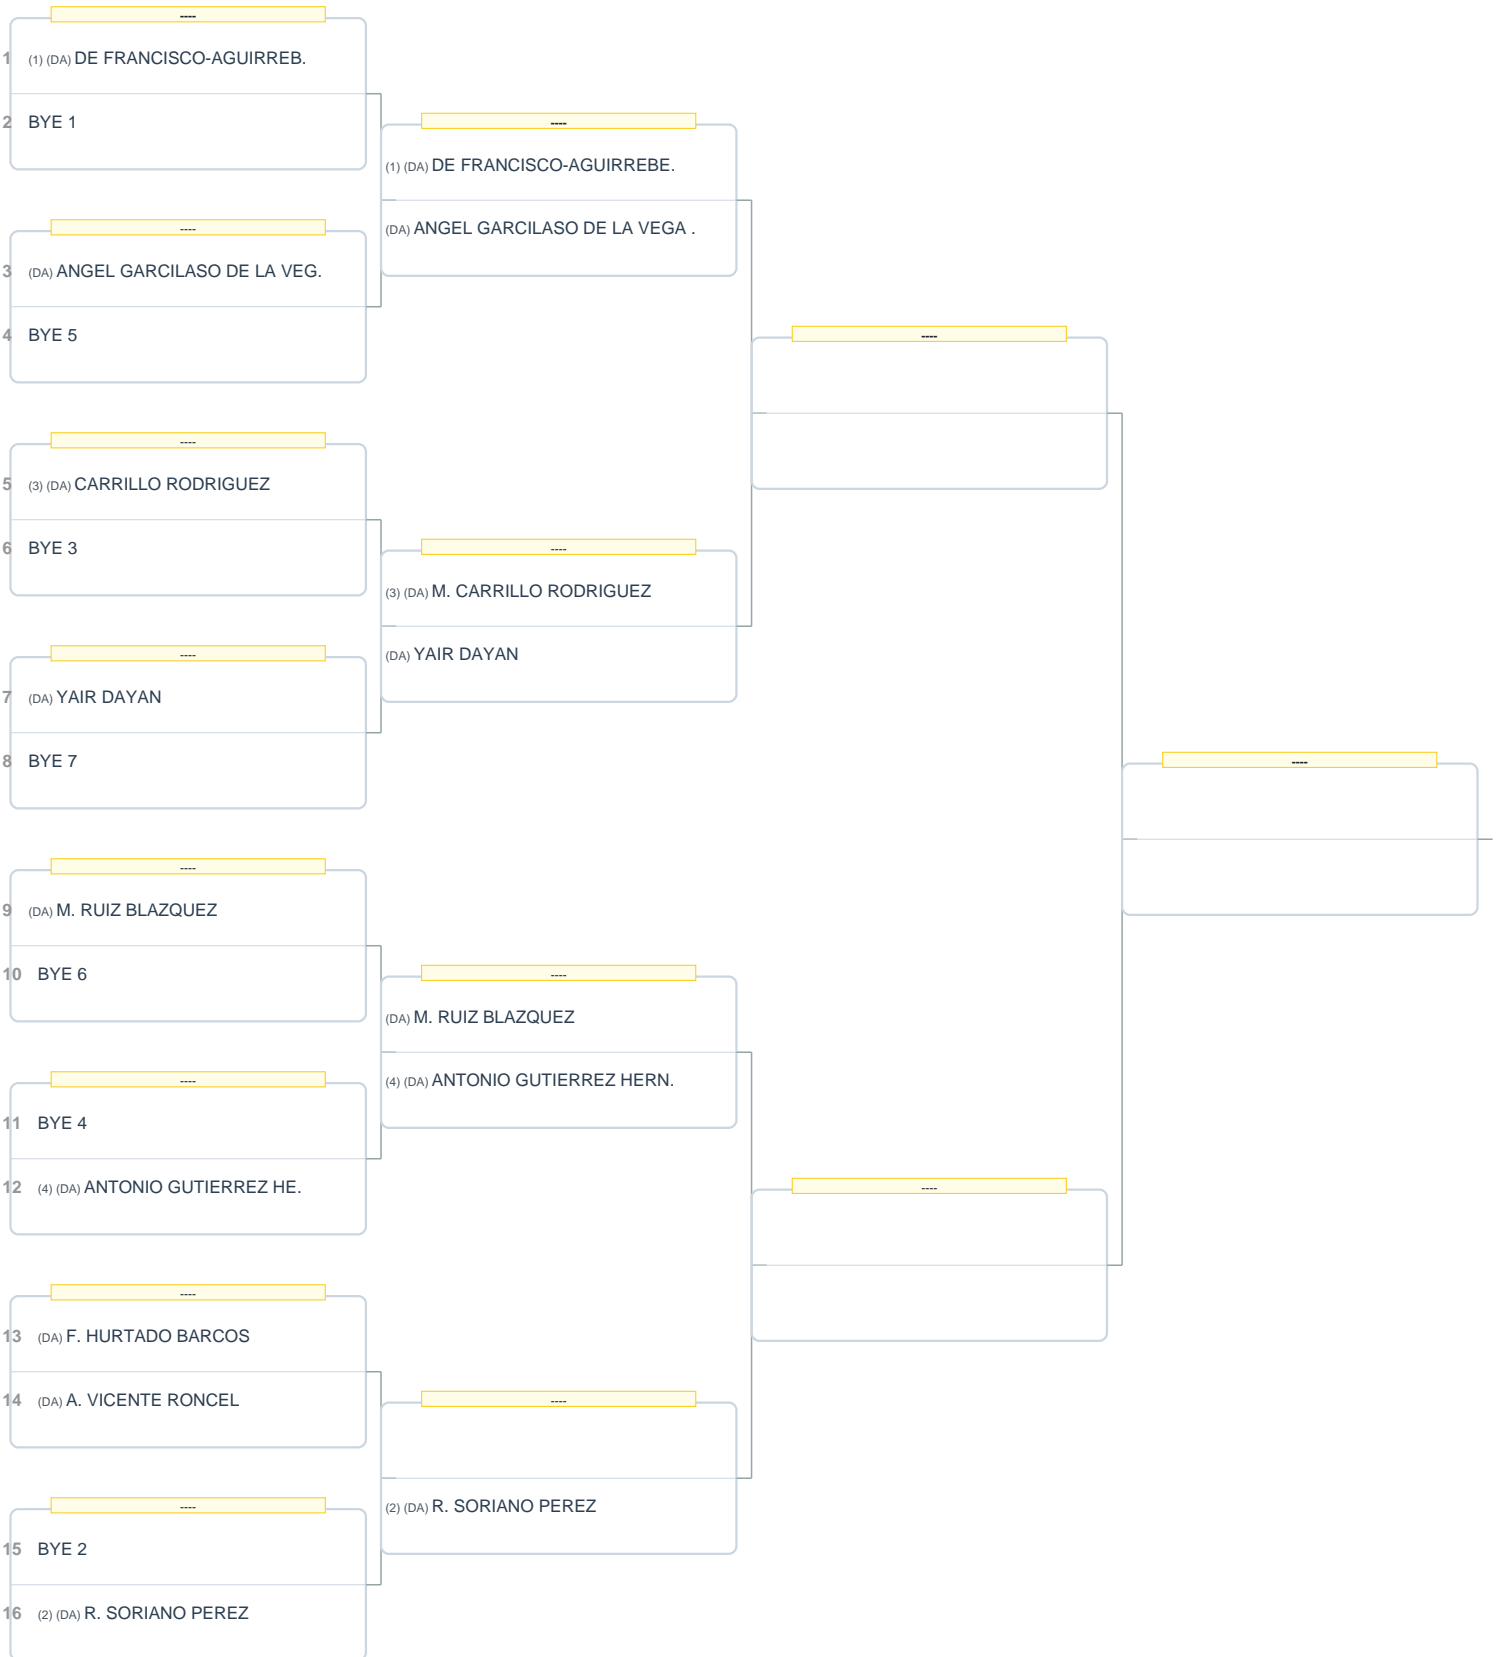 ----
1 (1) (DA) DE FRANCISCO-AGUIRREB.
2 BYE 1
----
3 (DA) ANGEL GARCILASO DE LA VEG.
4 BYE 5
----
5 (3) (DA) CARRILLO RODRIGUEZ
6 BYE 3
----
7 (DA) YAIR DAYAN
8 BYE 7
----
9 (DA) M. RUIZ BLAZQUEZ
10 BYE 6
----
11 BYE 4
12 (4) (DA) ANTONIO GUTIERREZ HE.
----
13 (DA) F. HURTADO BARCOS
14 (DA) A. VICENTE RONCEL
----
15 BYE 2
16 (2) (DA) R. SORIANO PEREZ
----
(1) (DA) DE FRANCISCO-AGUIRREBE.
(DA) ANGEL GARCILASO DE LA VEGA .
----
(3) (DA) M. CARRILLO RODRIGUEZ
(DA) YAIR DAYAN
----
(DA) M. RUIZ BLAZQUEZ
(4) (DA) ANTONIO GUTIERREZ HERN.
----
(2) (DA) R. SORIANO PEREZ
----
----
----